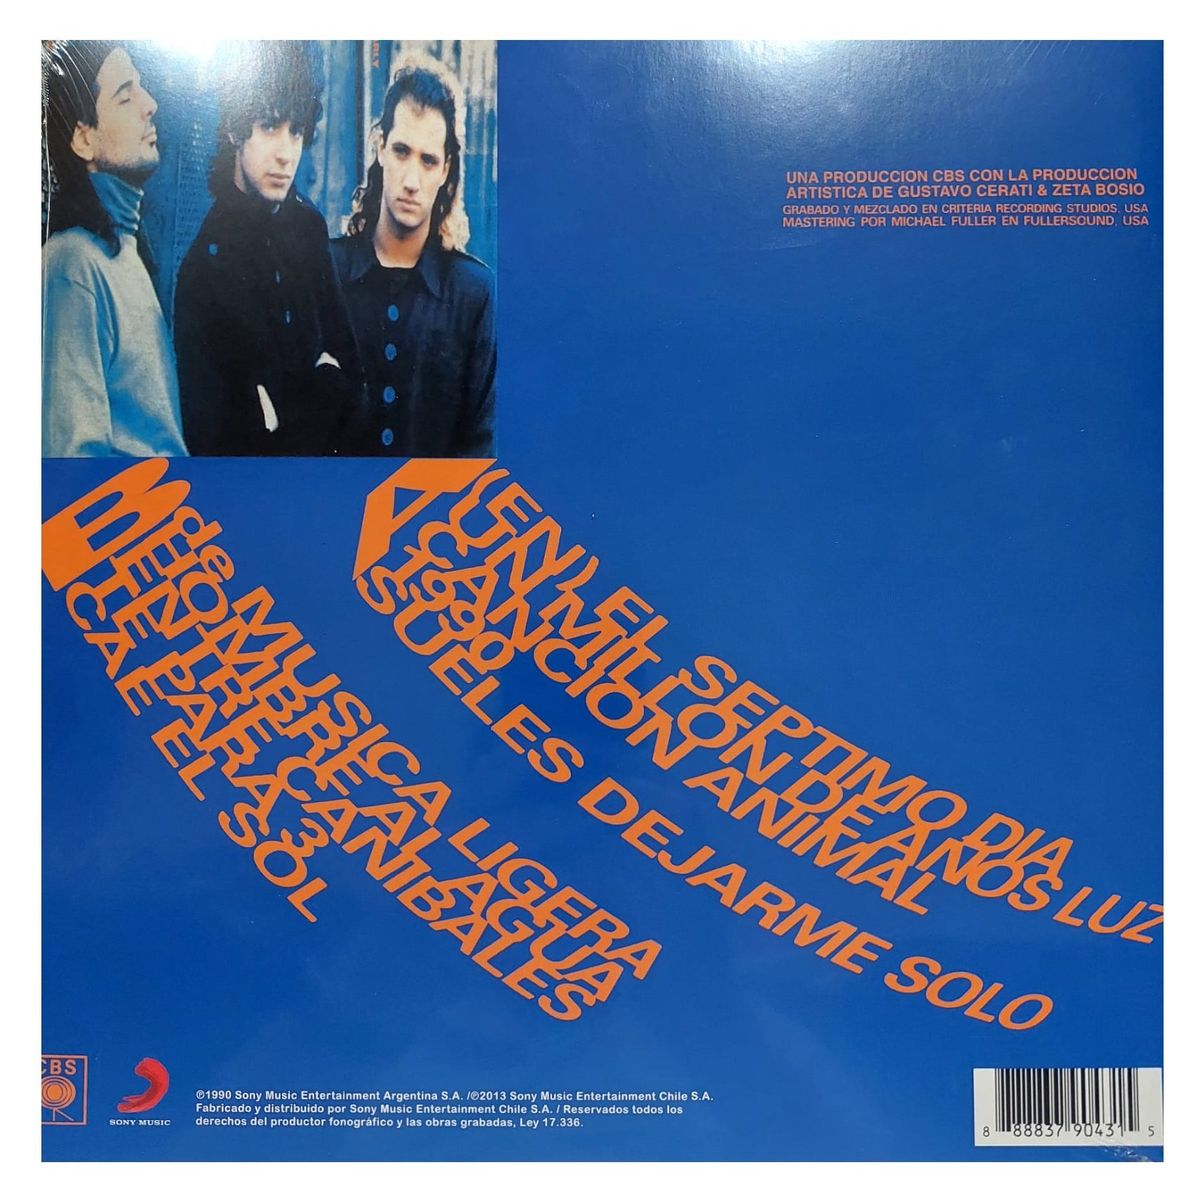 RLY
UNA PRODUCCION CBS CON LA PRODUCCION
ARTISTICA DE GUSTAVO CERATI & ZETA BOSIO
GRABADO Y MEZCLADO EN CRITERIA RECORDING STUDIOS, USA
MASTERING POR MICHAEL FULLER EN FULLERSOUND, USA
A
(EN) EL SEPTIMO DIA
UN MILLON DE AÑOS LUZ
CANCION ANIMAL
1990
SUELES DEJARME SOLO
B
de MUSICA LIGERA
HOMBRE AL AGUA
ENTRE CANIBALES
TE PARA 3
CAE EL SOL
CBS
SONY MUSIC
℗1990 Sony Music Entertainment Argentina S.A. /℗2013 Sony Music Entertainment Chile S.A.
Fabricado y distribuido por Sony Music Entertainment Chile S.A. / Reservados todos los
derechos del productor fonográfico y las obras grabadas, Ley 17.336.
8 88837 90431 5